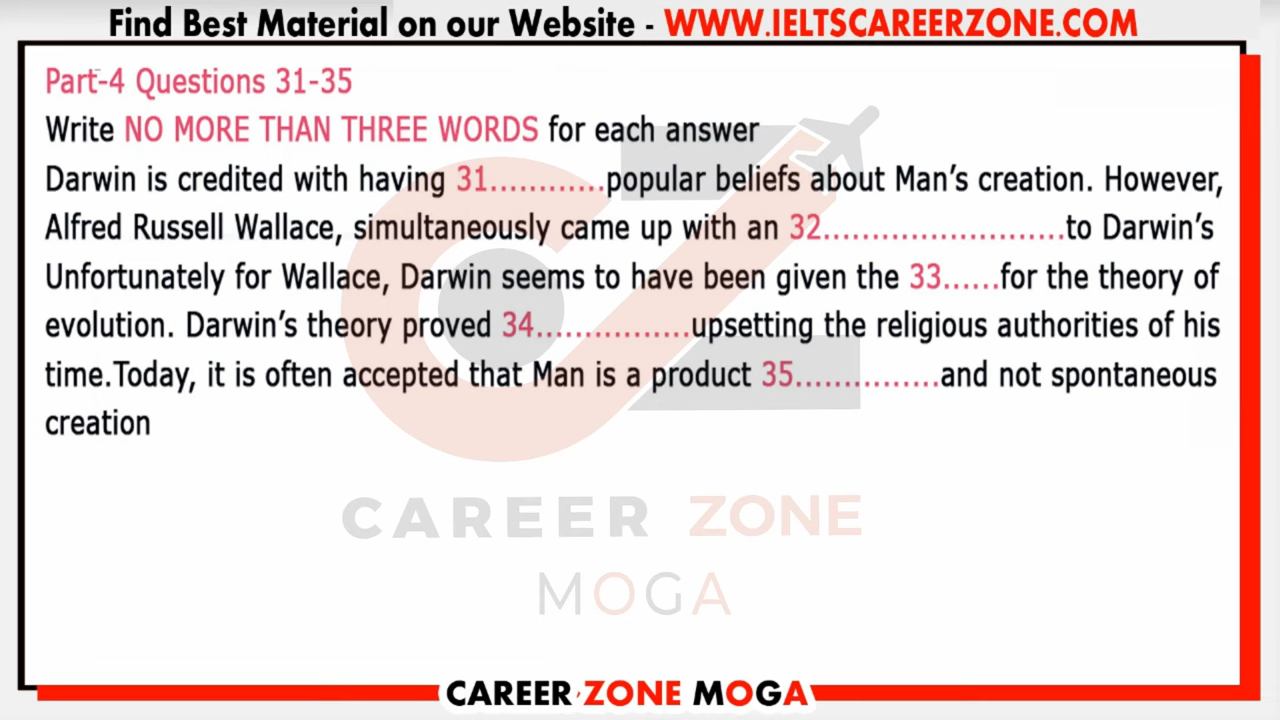 Find Best Material on our Website - WWW.IELTSCAREERZONE.COM
Part-4 Questions 31-35
Write NO MORE THAN THREE WORDS for each answer
Darwin is credited with having 31............popular beliefs about Man's creation. However,
Alfred Russell Wallace, simultaneously came up with an 32.........................to Darwin's
Unfortunately for Wallace, Darwin seems to have been given the 33......for the theory of
evolution. Darwin's theory proved 34................upsetting the religious authorities of his
time.Today, it is often accepted that Man is a product 35...............and not spontaneous
creation
CAREER ZONE
MOGA
CAREER ZONE MOGA